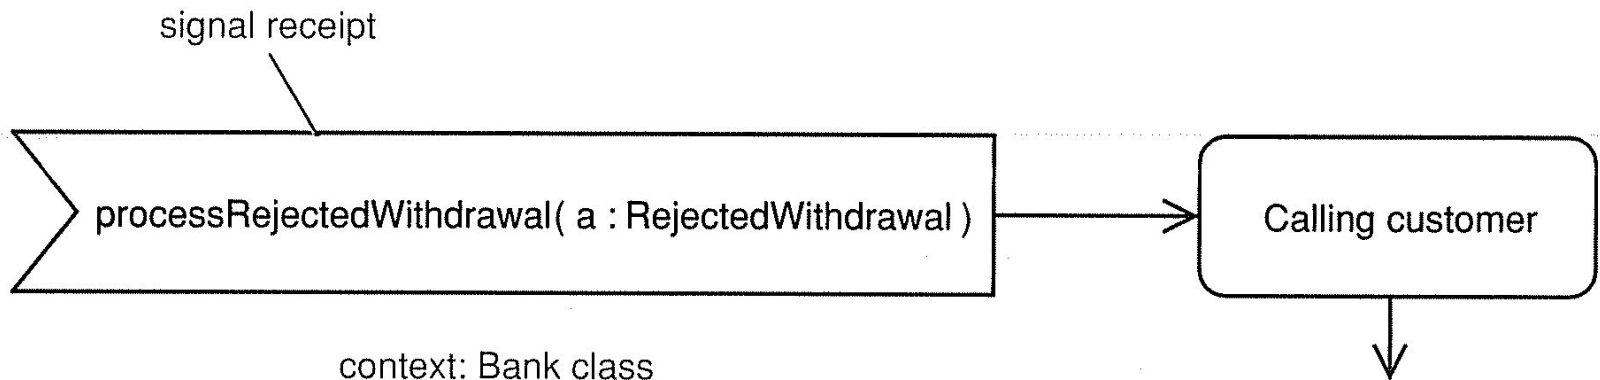 signal receipt
processRejectedWithdrawal( a : RejectedWithdrawal )
Calling customer
context: Bank class